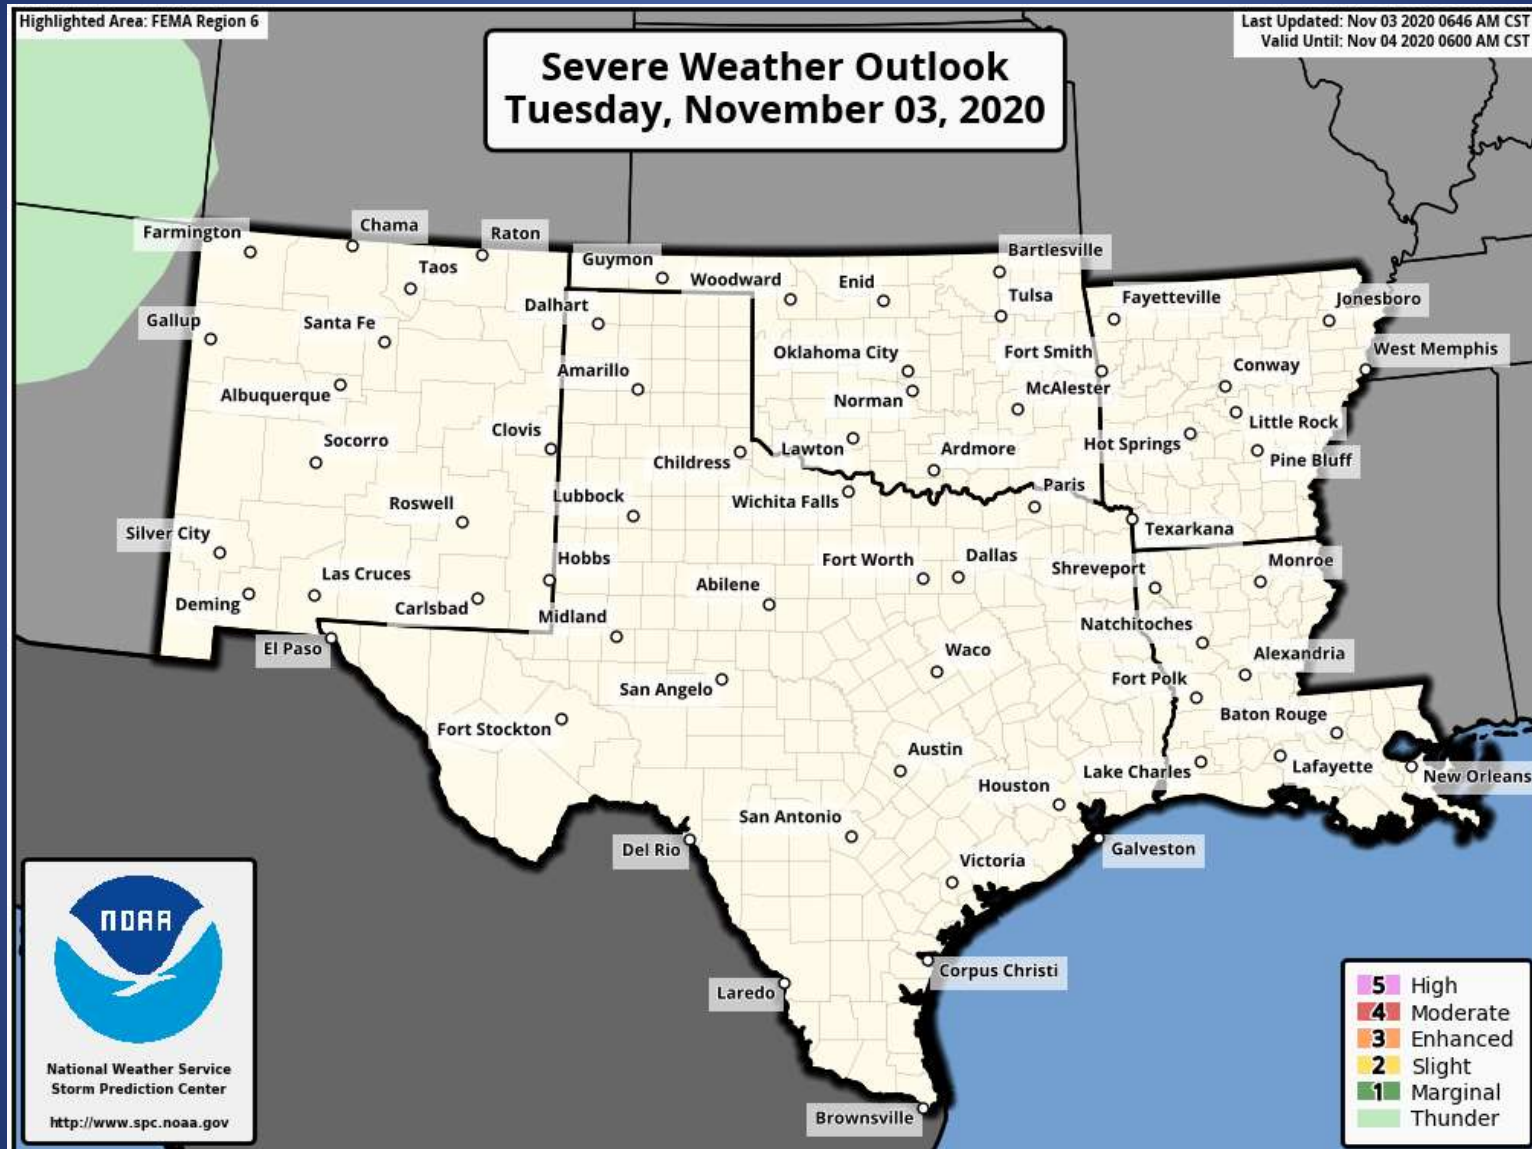 Highlighted Area: FEMA Region 6
Last Updated: Nov 03 2020 0646 AM CST
Valid Until: Nov 04 2020 0600 AM CST
Severe Weather Outlook
Tuesday, November 03, 2020
Farmington
Chama
Raton
Taos
Guymon
Woodward
Enid
Bartlesville
Tulsa
Fayetteville
Jonesboro
Gallup
Santa Fe
Dalhart
Oklahoma City
Fort Smith
Conway
West Memphis
Albuquerque
Amarillo
Norman
McAlester
Little Rock
Socorro
Clovis
Childress
Lawton
Ardmore
Hot Springs
Pine Bluff
Roswell
Lubbock
Wichita Falls
Paris
Texarkana
Silver City
Las Cruces
Hobbs
Abilene
Fort Worth
Dallas
Shreveport
Monroe
Deming
Carlsbad
Midland
Natchitoches
El Paso
San Angelo
Waco
Fort Polk
Alexandria
Fort Stockton
Baton Rouge
Austin
Houston
Lake Charles
Lafayette
New Orleans
San Antonio
Del Rio
Victoria
Galveston
Laredo
Corpus Christi
Brownsville
NOAA
National Weather Service
Storm Prediction Center
http://www.spc.noaa.gov
5 High
4 Moderate
3 Enhanced
2 Slight
1 Marginal
Thunder